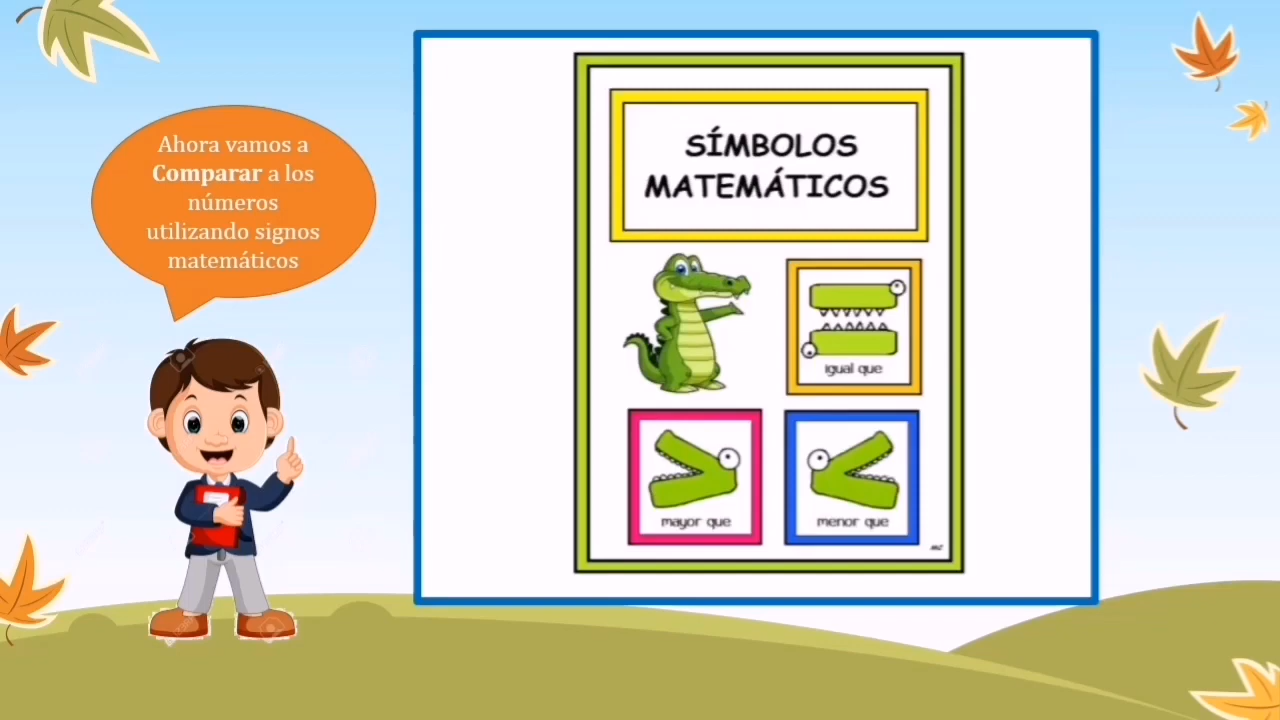 Ahora vamos a
Comparar a los
números
utilizando signos
matemáticos
SÍMBOLOS
MATEMÁTICOS
igual que
mayor que
menor que